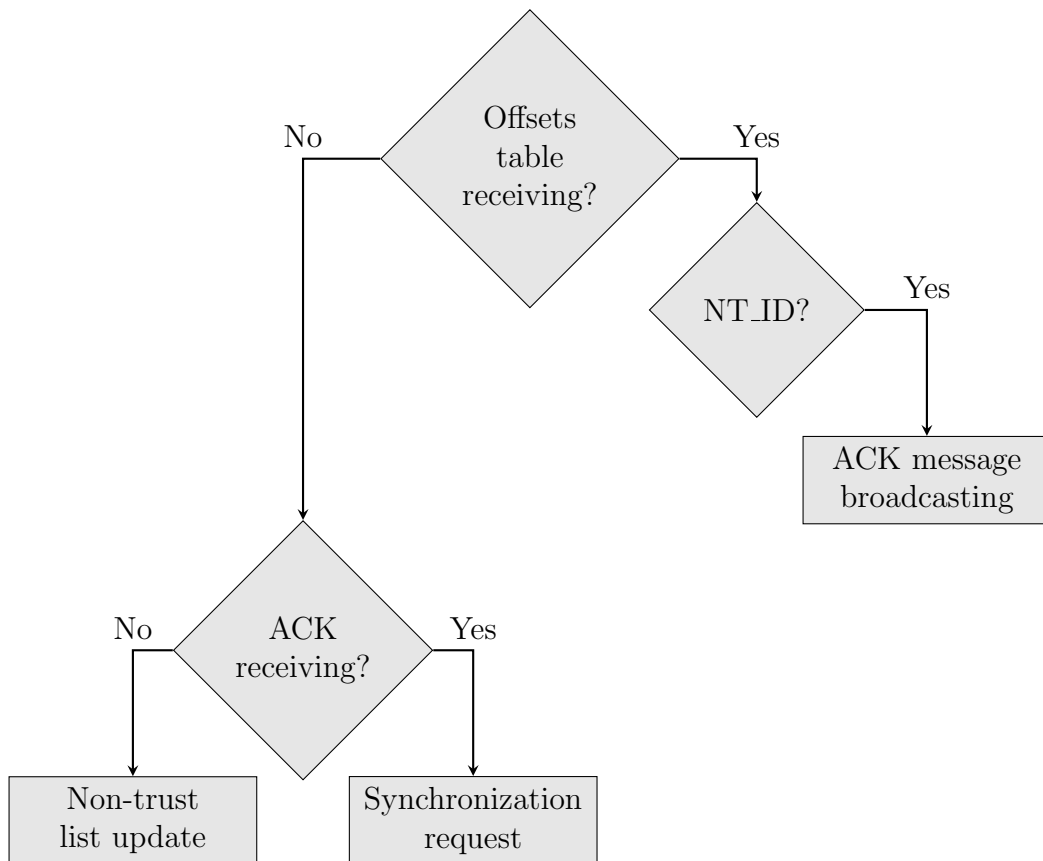 Offsets
table
receiving?
No
Yes
NT_ID?
Yes
ACK message
broadcasting
ACK
receiving?
No
Yes
Non-trust
list update
Synchronization
request